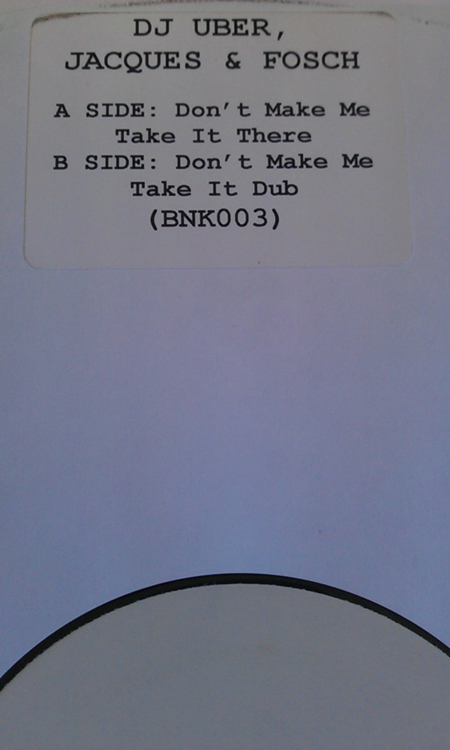 DJ UBER,
JACQUES & FOSCH
A SIDE: Don't Make Me
Take It There
B SIDE: Don't Make Me
Take It Dub
(BNK003)